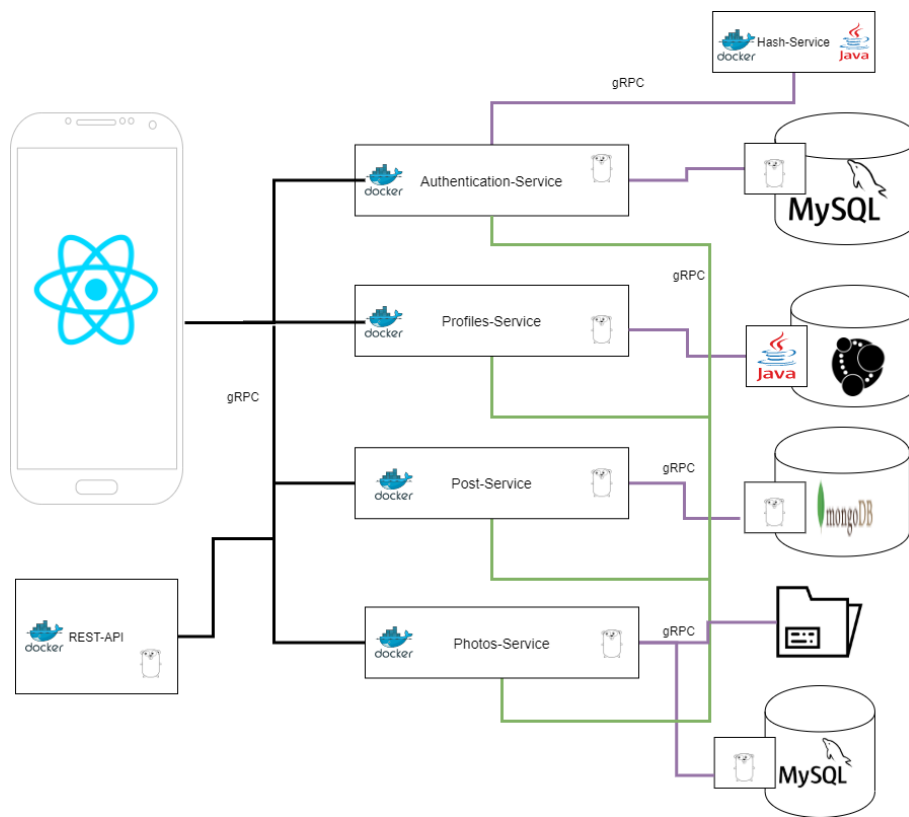 docker
Hash-Service
Java
gRPC
docker
Authentication-Service
MySQL
gRPC
docker
Profiles-Service
Java
gRPC
docker
Post-Service
gRPC
mongoDB
docker
REST-API
docker
Photos-Service
gRPC
MySQL